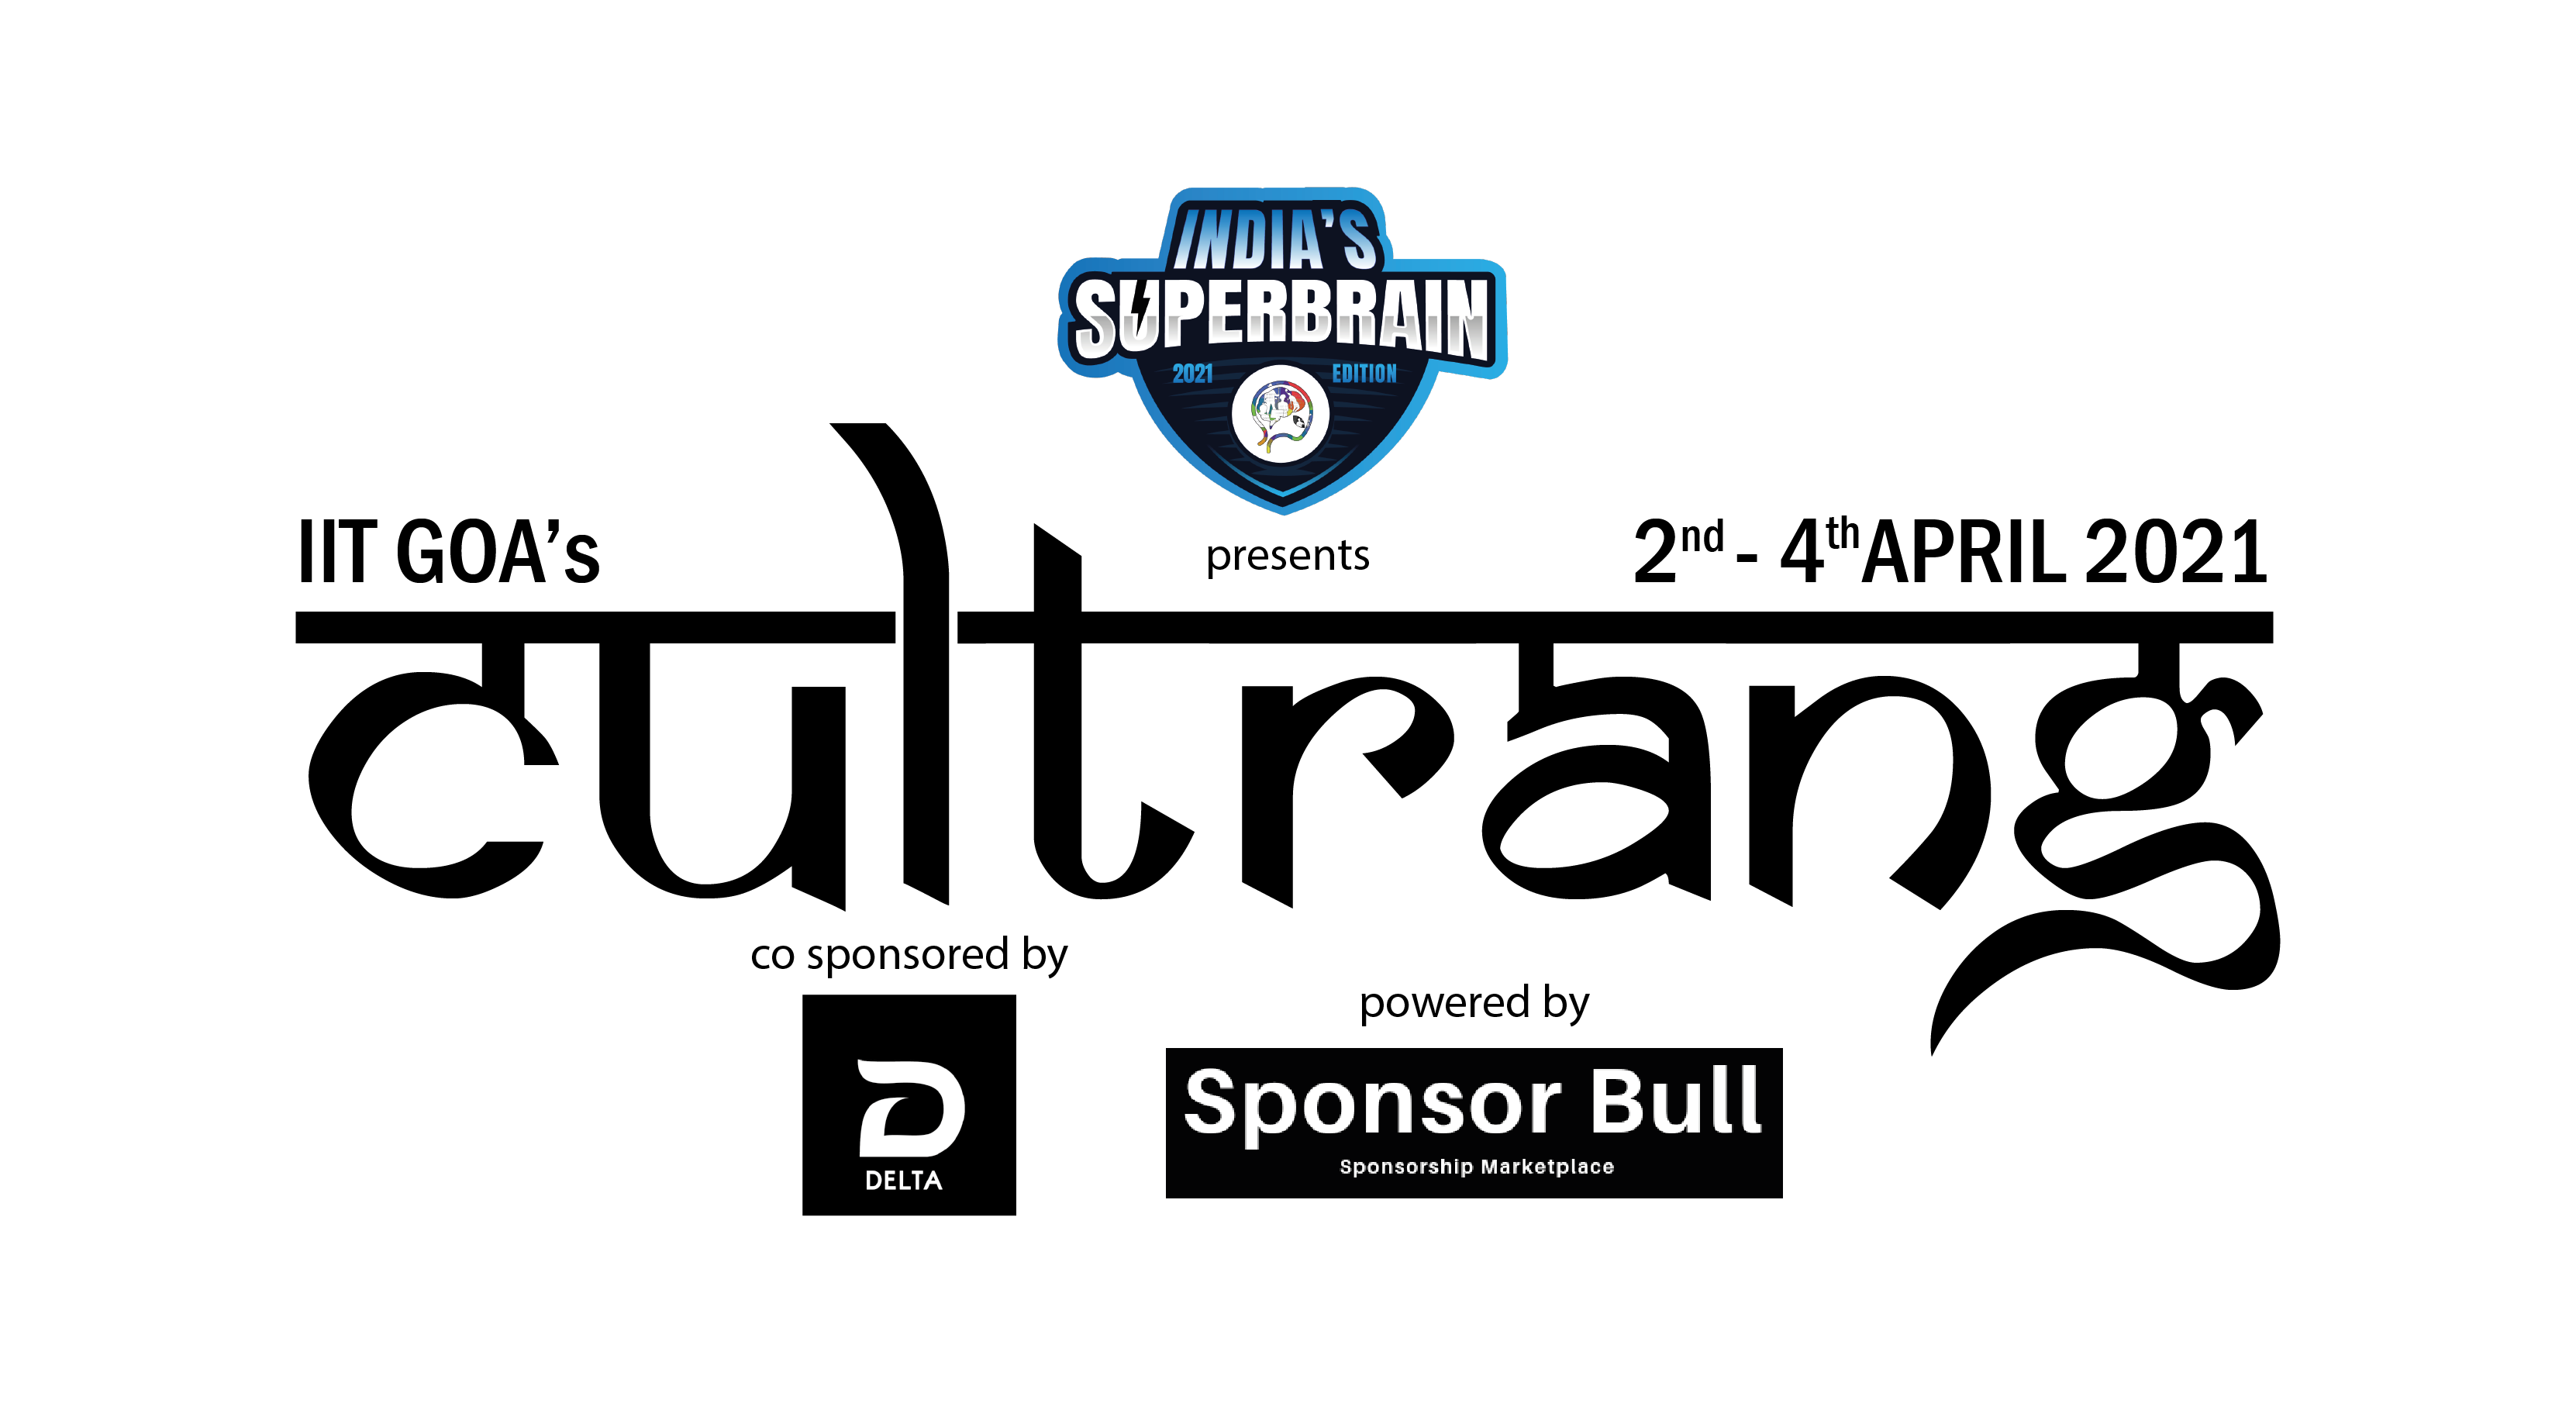 INDIA'S
SUPERBRAIN
2021 EDITION
presents
IIT GOA's
2nd - 4th APRIL 2021
cultrang
co sponsored by
DELTA
powered by
Sponsor Bull
Sponsorship Marketplace